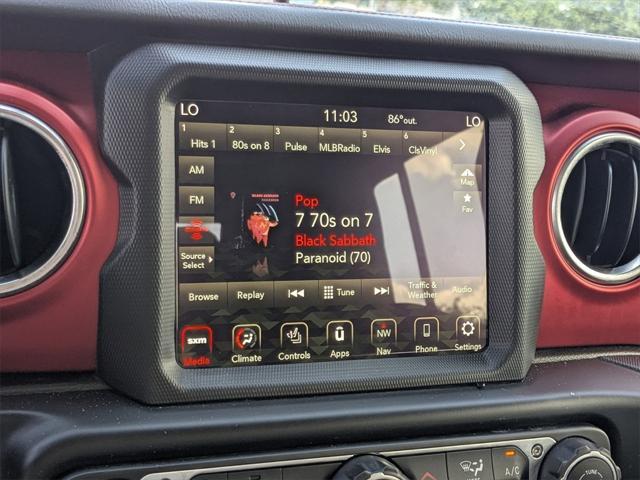 LO 11:03 86°out. LO
1 2 3 4 5 6
Hits 1 80s on 8 Pulse MLBRadio Elvis ClsVinyl
AM
Map
FM
Fav
Pop
7 70s on 7
Black Sabbath
Paranoid (70)
Source
Select
Browse Replay Tune Traffic & Weather Audio
sxm ü NW
Media Climate Controls Apps Nav Phone Settings
A/C